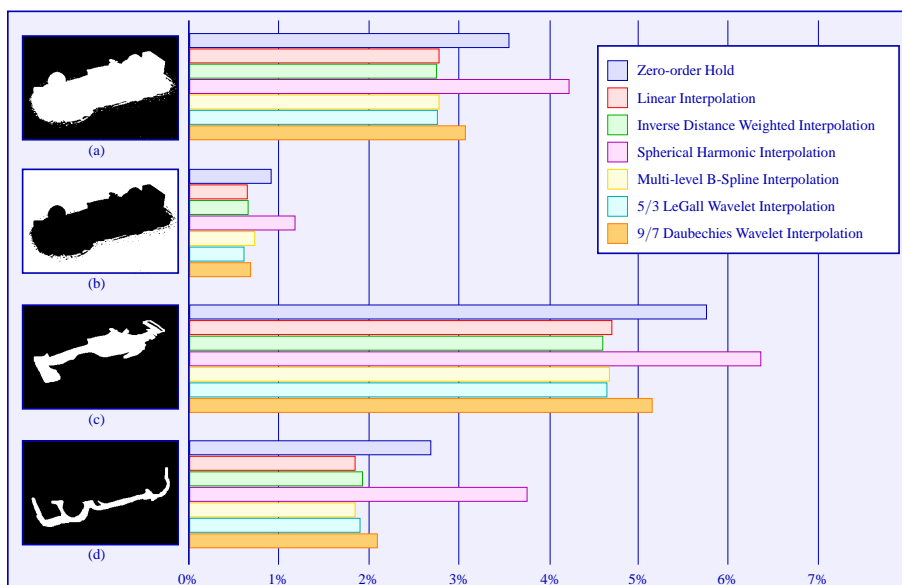 Zero-order Hold
Linear Interpolation
Inverse Distance Weighted Interpolation
Spherical Harmonic Interpolation
Multi-level B-Spline Interpolation
5/3 LeGall Wavelet Interpolation
9/7 Daubechies Wavelet Interpolation
(a)
(b)
(c)
(d)
0% 1% 2% 3% 4% 5% 6% 7%